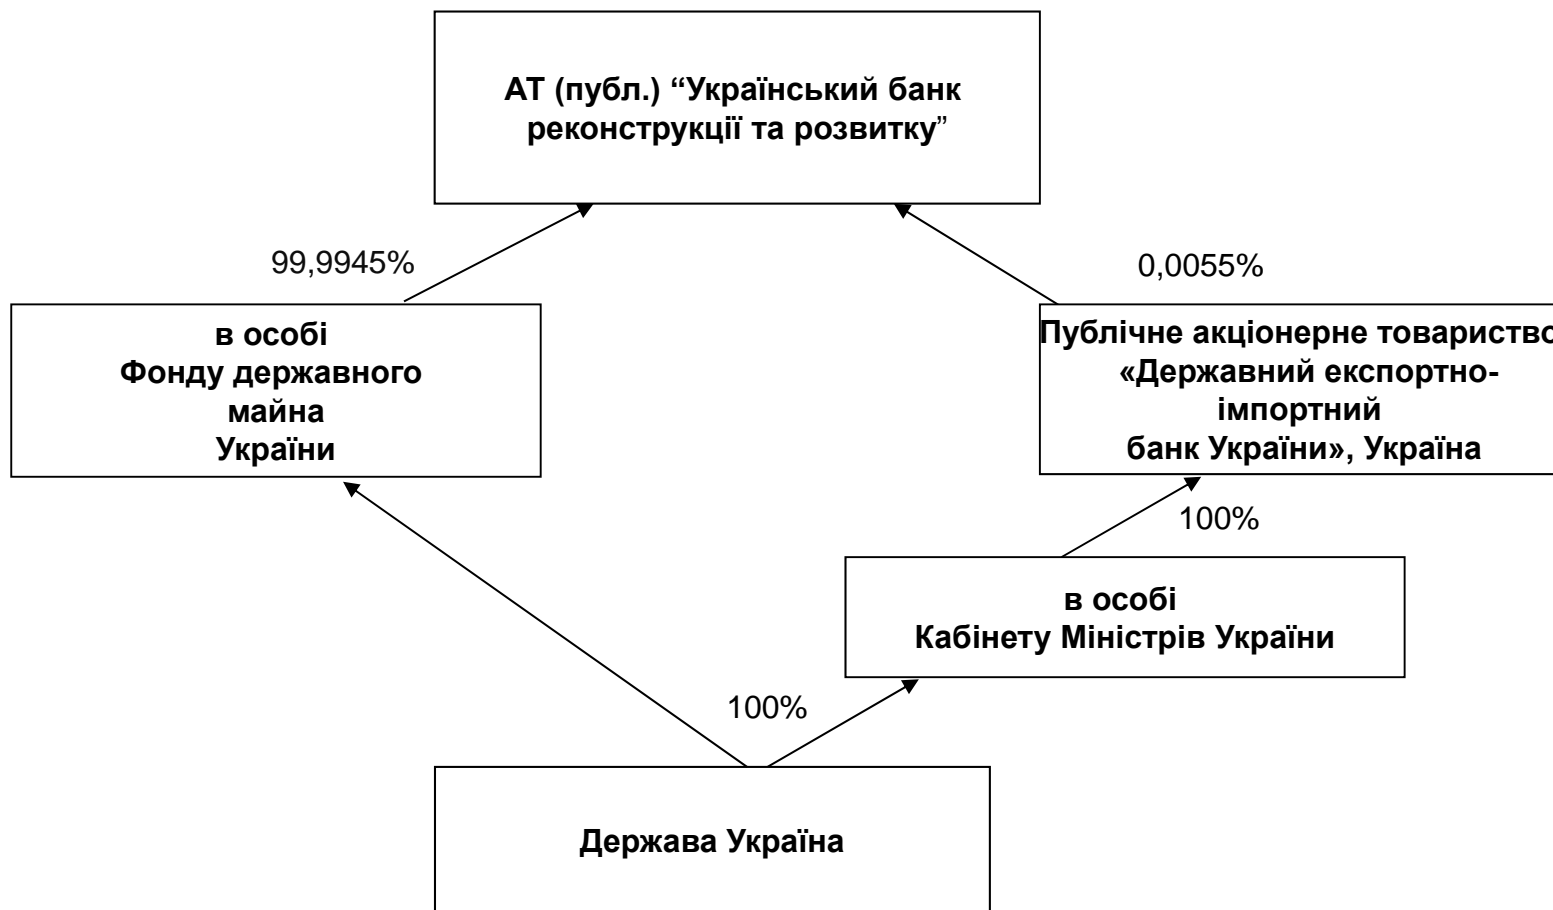 АТ (публ.) “Український банк
реконструкції та розвитку”
99,9945%
0,0055%
в особі
Фонду державного
майна
України
Публічне акціонерне товариство
«Державний експортно-
імпортний
банк України», Україна
100%
в особі
Кабінету Міністрів України
100%
Держава Україна